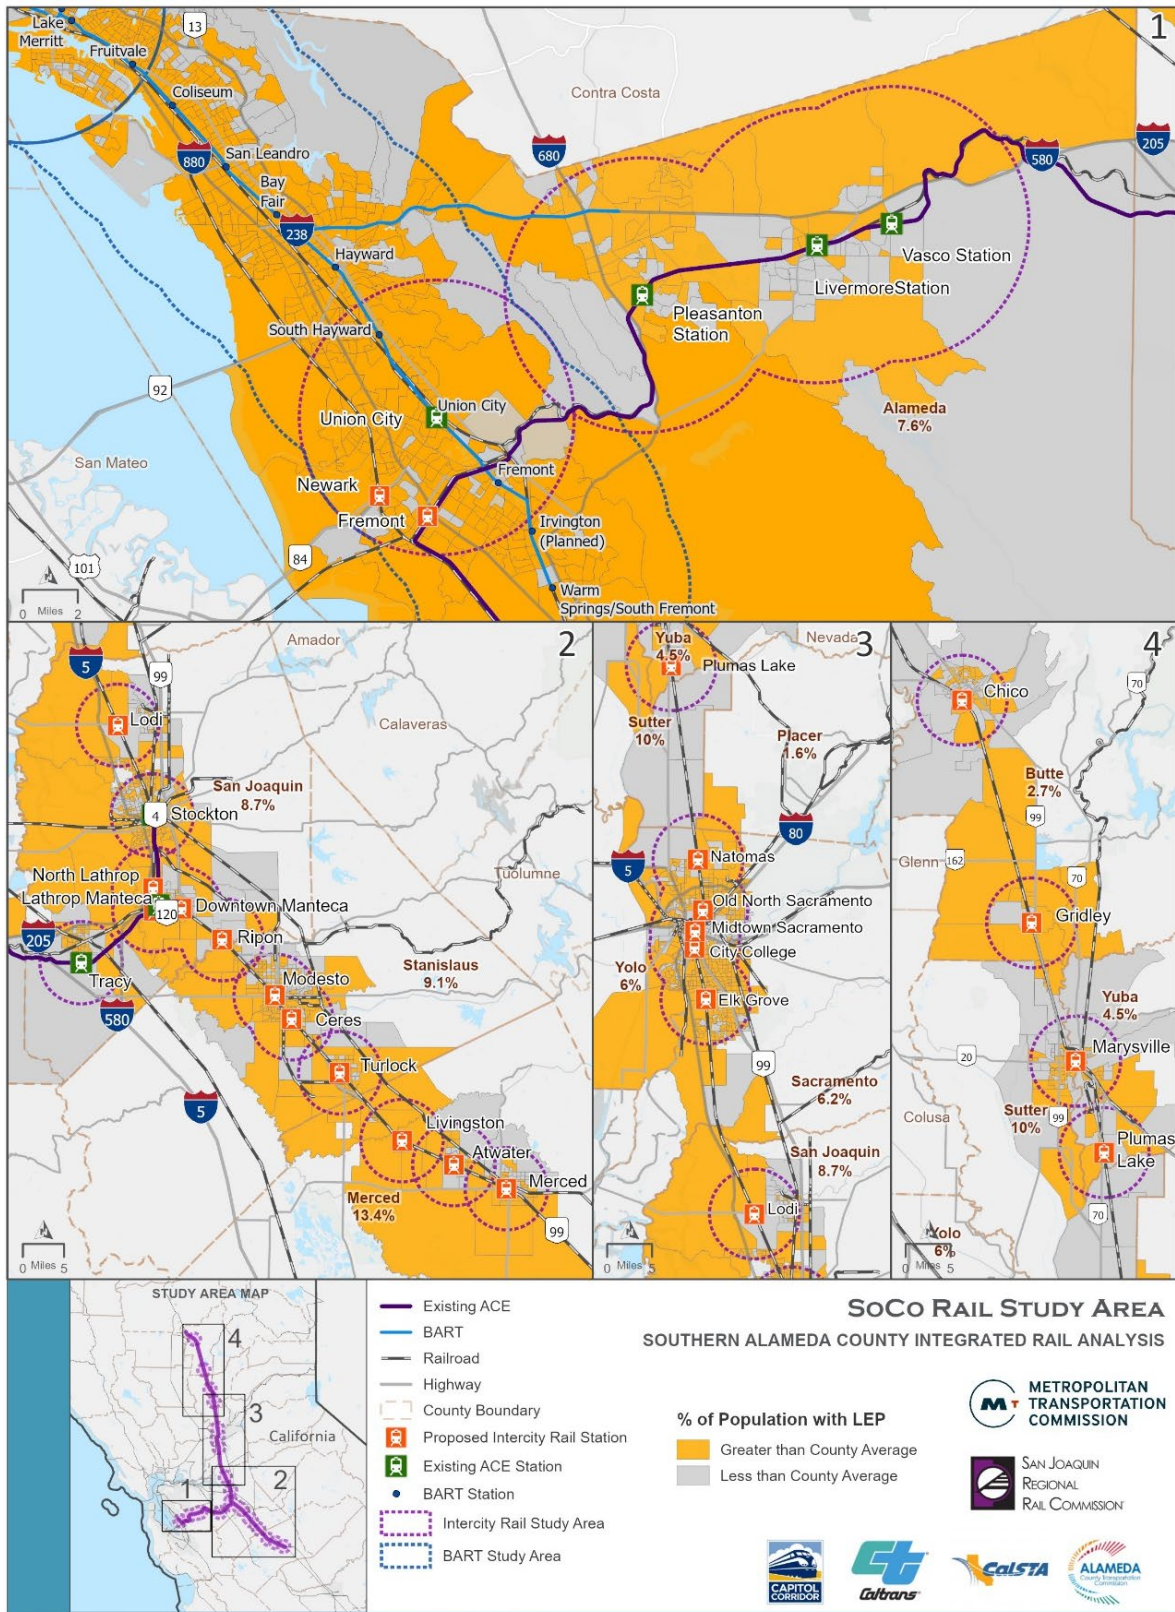 1
Lake
Merritt
13
Fruitvale
Coliseum
Contra Costa
880
San Leandro
680
205
580
Bay
Fair
238
Hayward
Vasco Station
LivermoreStation
Pleasanton
Station
South Hayward
92
Union City
Union City
Alameda
7.6%
San Mateo
Fremont
Newark
Fremont
Irvington
(Planned)
84
101
Warm
Springs/South Fremont
0 Miles 2
2
Amador
5
99
Lodi
Calaveras
San Joaquin
8.7%
4
Stockton
Tuolumne
North Lathrop
Lathrop Manteca
120
Downtown Manteca
205
Ripon
Tracy
Stanislaus
9.1%
Modesto
580
Ceres
Turlock
5
Livingston
Atwater
Merced
Merced
13.4%
99
0 Miles 5
3
Yuba
4.5%
Nevada
Plumas Lake
Sutter
10%
Placer
1.6%
80
5
Natomas
Old North Sacramento
Midtown Sacramento
City College
Yolo
6%
Elk Grove
99
Sacramento
6.2%
San Joaquin
8.7%
Lodi
0 Miles 5
4
70
Chico
Butte
2.7%
99
Glenn
162
70
Gridley
Yuba
4.5%
20
Marysville
Colusa
Sutter
10%
99
Plumas
Lake
70
Yolo
6%
0 Miles 5
STUDY AREA MAP
4
3
California
2
1
Existing ACE
BART
Railroad
Highway
County Boundary
Proposed Intercity Rail Station
Existing ACE Station
BART Station
Intercity Rail Study Area
BART Study Area
% of Population with LEP
Greater than County Average
Less than County Average
SOCO RAIL STUDY AREA
SOUTHERN ALAMEDA COUNTY INTEGRATED RAIL ANALYSIS
MT
METROPOLITAN
TRANSPORTATION
COMMISSION
SAN JOAQUIN
REGIONAL
RAIL COMMISSION
CAPITOL
CORRIDOR
ct
Caltrans
CALSTA
ALAMEDA
County Transportation
Commission